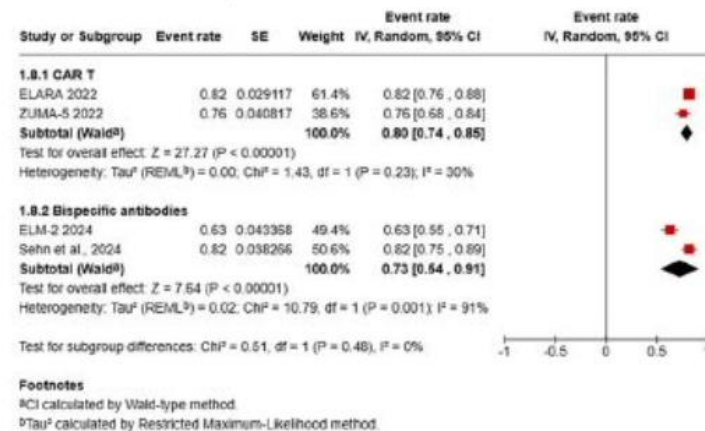 Event rate Event rate
Study or Subgroup Event rate SE Weight IV, Random, 95% CI IV, Random, 95% CI
1.8.1 CAR T
ELARA 2022 0.82 0.029117 61.4% 0.82 [0.76 , 0.88]
ZUMA-5 2022 0.76 0.040817 38.6% 0.76 [0.68 , 0.84]
Subtotal (Waldᵃ) 100.0% 0.80 [0.74 , 0.85]
Test for overall effect: Z = 27.27 (P < 0.00001)
Heterogeneity: Tau² (REMLᵇ) = 0.00; Chi² = 1.43, df = 1 (P = 0.23); I² = 30%
1.8.2 Bispecific antibodies
ELM-2 2024 0.63 0.043368 49.4% 0.63 [0.55 , 0.71]
Sehn et al., 2024 0.82 0.038266 50.6% 0.82 [0.75 , 0.89]
Subtotal (Waldᵃ) 100.0% 0.73 [0.54 , 0.91]
Test for overall effect: Z = 7.64 (P < 0.00001)
Heterogeneity: Tau² (REMLᵇ) = 0.02; Chi² = 10.79, df = 1 (P = 0.001); I² = 91%
Test for subgroup differences: Chi² = 0.51, df = 1 (P = 0.48), I² = 0%
-1 -0.5 0 0.5 1
Footnotes
ᵃCI calculated by Wald-type method.
ᵇTau² calculated by Restricted Maximum-Likelihood method.